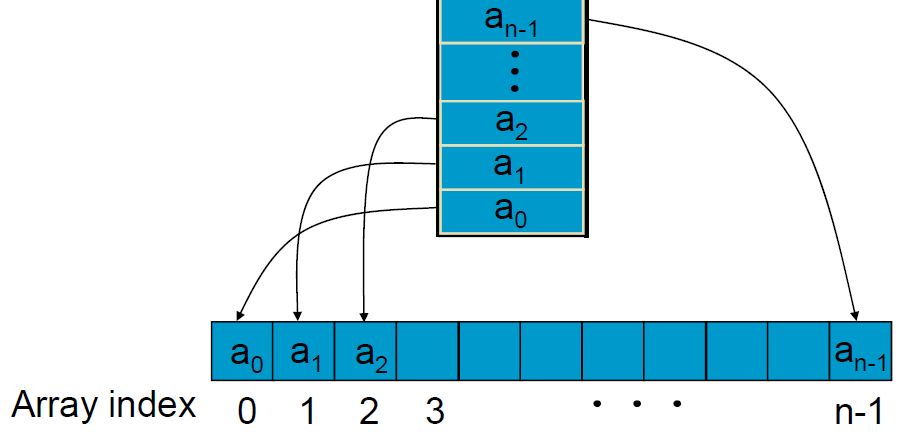 aₙ₋₁
⋮
a₂
a₁
a₀
a₀ a₁ a₂ aₙ₋₁
Array index 0 1 2 3 . . . n-1